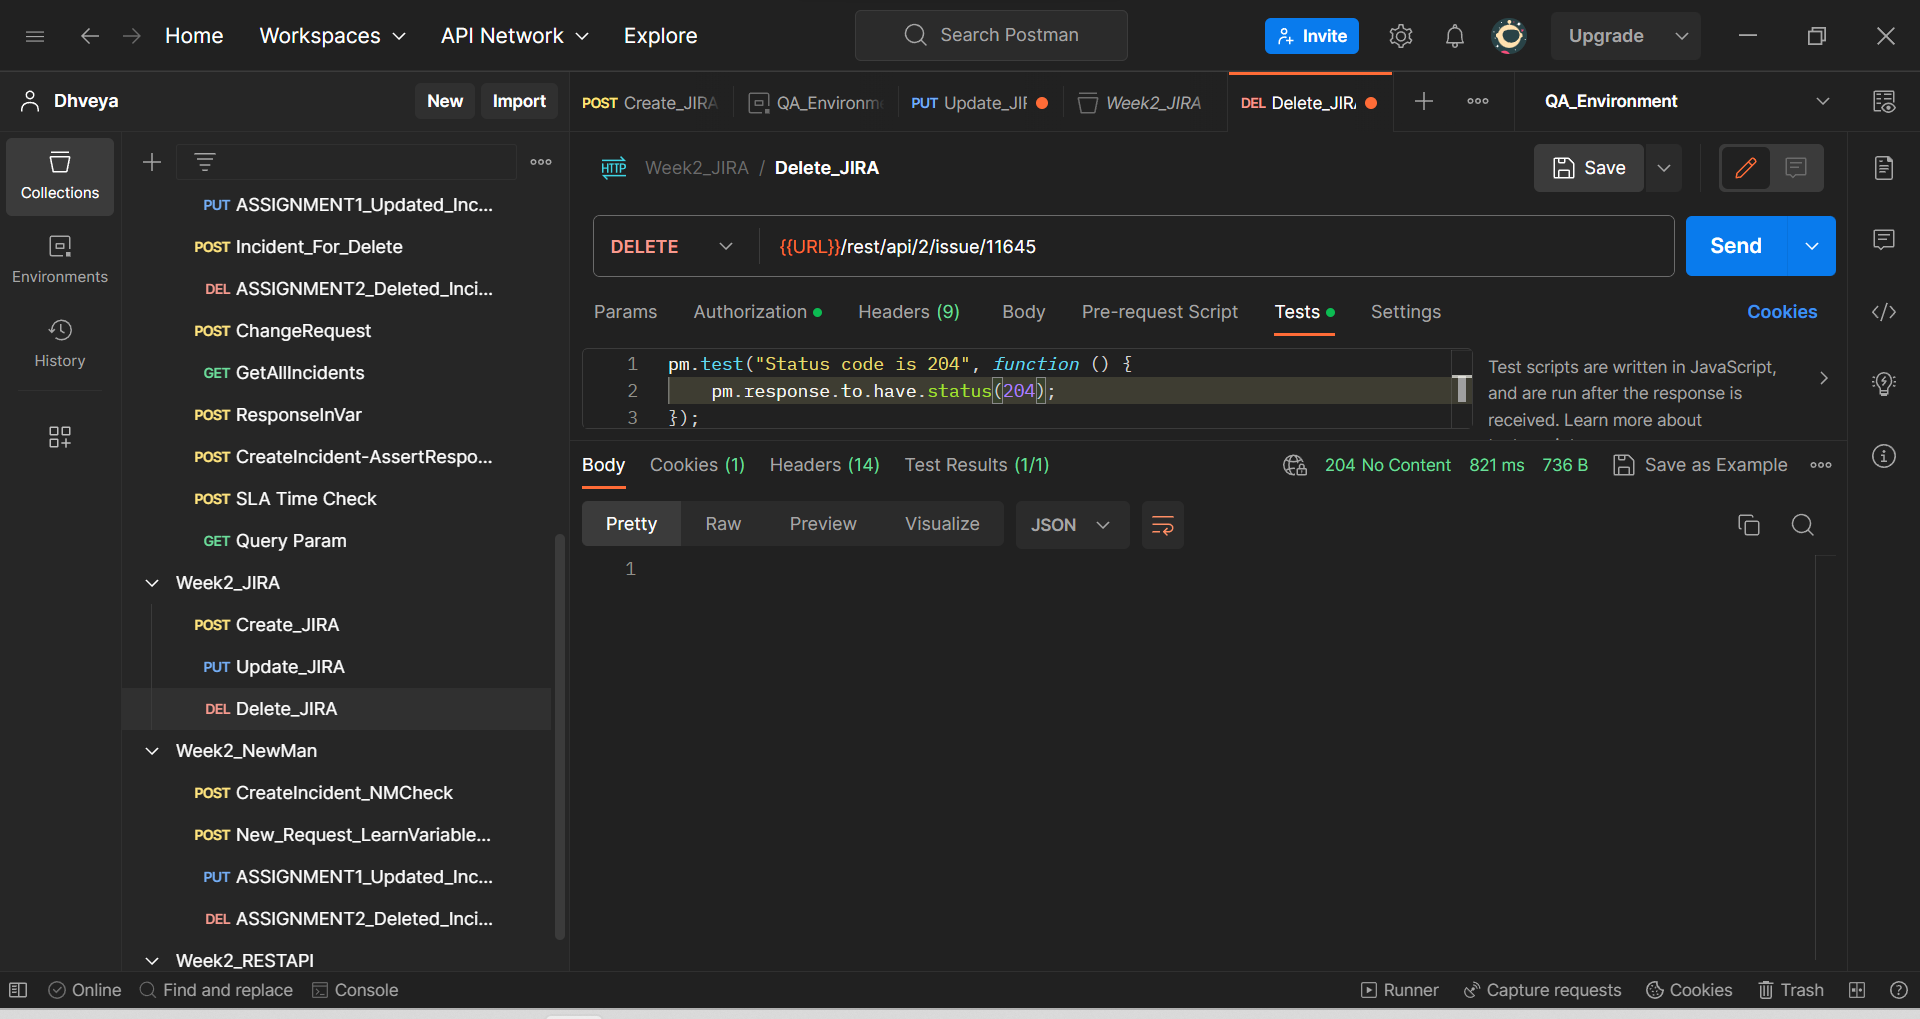 Home Workspaces API Network Explore Search Postman Invite Upgrade
Dhveya New Import
POST Create_JIRA QA_Environm PUT Update_JIF Week2_JIRA DEL Delete_JIRA QA_Environment
Collections
Environments
History
PUT ASSIGNMENT1_Updated_Inc...
POST Incident_For_Delete
DEL ASSIGNMENT2_Deleted_Inci...
POST ChangeRequest
GET GetAllIncidents
POST ResponseInVar
POST CreateIncident-AssertRespo...
POST SLA Time Check
GET Query Param
Week2_JIRA
POST Create_JIRA
PUT Update_JIRA
DEL Delete_JIRA
Week2_NewMan
POST CreateIncident_NMCheck
POST New_Request_LearnVariable...
PUT ASSIGNMENT1_Updated_Inc...
DEL ASSIGNMENT2_Deleted_Inci...
Week2_RESTAPI
HTTP Week2_JIRA / Delete_JIRA Save
DELETE {{URL}}/rest/api/2/issue/11645 Send
Params Authorization Headers (9) Body Pre-request Script Tests Settings Cookies
1 pm.test("Status code is 204", function () {
2 pm.response.to.have.status(204);
3 });
Test scripts are written in JavaScript,
and are run after the response is
received. Learn more about
Body Cookies (1) Headers (14) Test Results (1/1) 204 No Content 821 ms 736 B Save as Example
Pretty Raw Preview Visualize JSON
1
Online Find and replace Console Runner Capture requests Cookies Trash